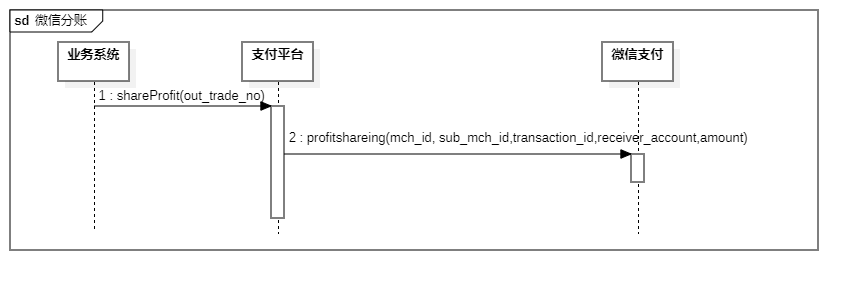 sd 微信分账
业务系统
支付平台
微信支付
1 : shareProfit(out_trade_no)
2 : profitshareing(mch_id, sub_mch_id,transaction_id,receiver_account,amount)